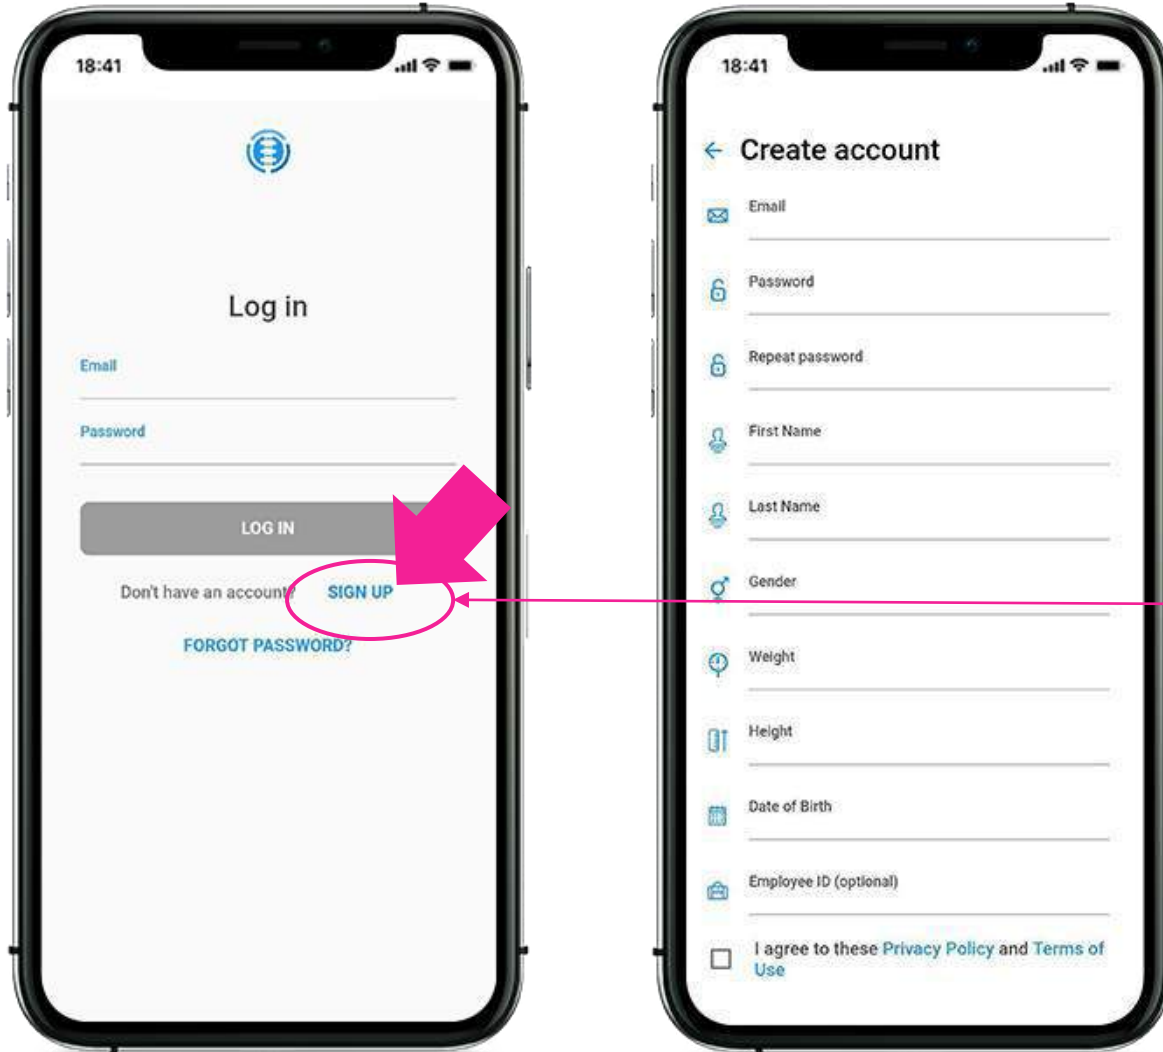 18:41
Log in
Email
Password
LOG IN
Don't have an account? SIGN UP
FORGOT PASSWORD?
18:41
Create account
Email
Password
Repeat password
First Name
Last Name
Gender
Weight
Height
Date of Birth
Employee ID (optional)
I agree to these Privacy Policy and Terms of
Use